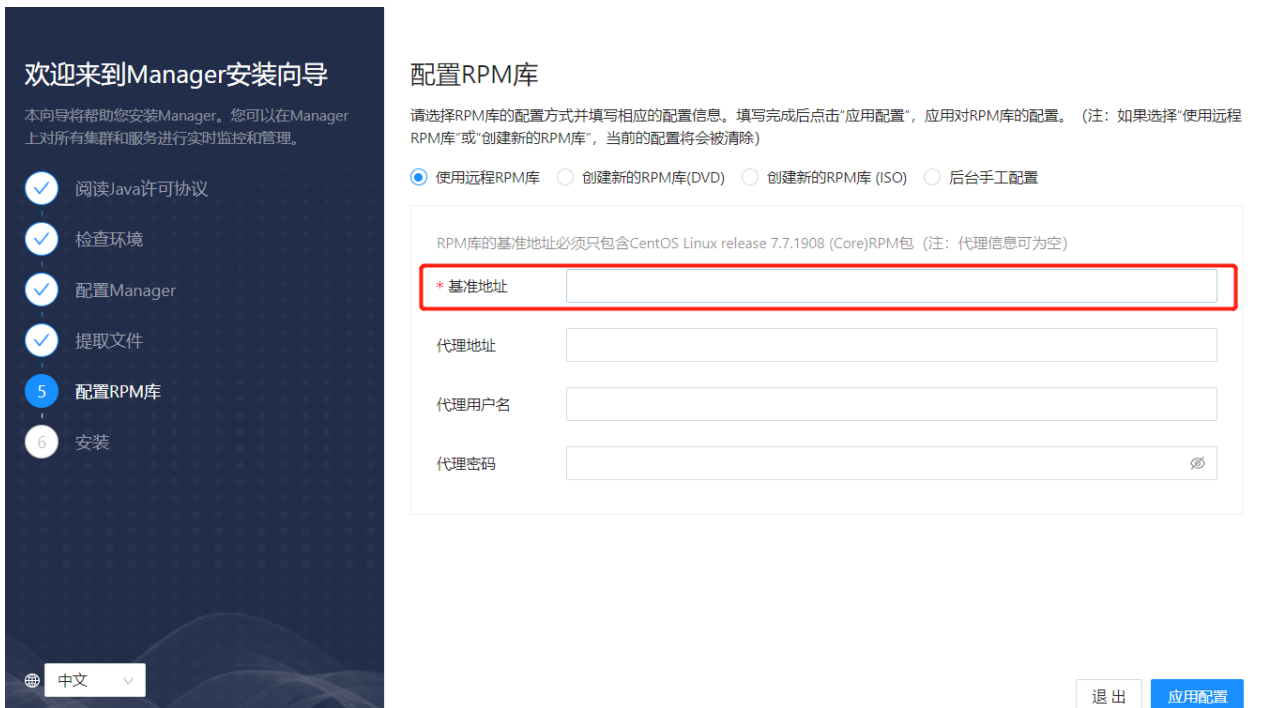 欢迎来到Manager安装向导
本向导将帮助您安装Manager。您可以在Manager
上对所有集群和服务进行实时监控和管理。
阅读Java许可协议
检查环境
配置Manager
提取文件
5 配置RPM库
6 安装
中文
配置RPM库
请选择RPM库的配置方式并填写相应的配置信息。填写完成后点击“应用配置”，应用对RPM库的配置。（注：如果选择“使用远程
RPM库”或“创建新的RPM库”，当前的配置将会被清除）
使用远程RPM库 创建新的RPM库(DVD) 创建新的RPM库 (ISO) 后台手工配置
RPM库的基准地址必须只包含CentOS Linux release 7.7.1908 (Core)RPM包（注：代理信息可为空）
* 基准地址
代理地址
代理用户名
代理密码
退 出 应用配置